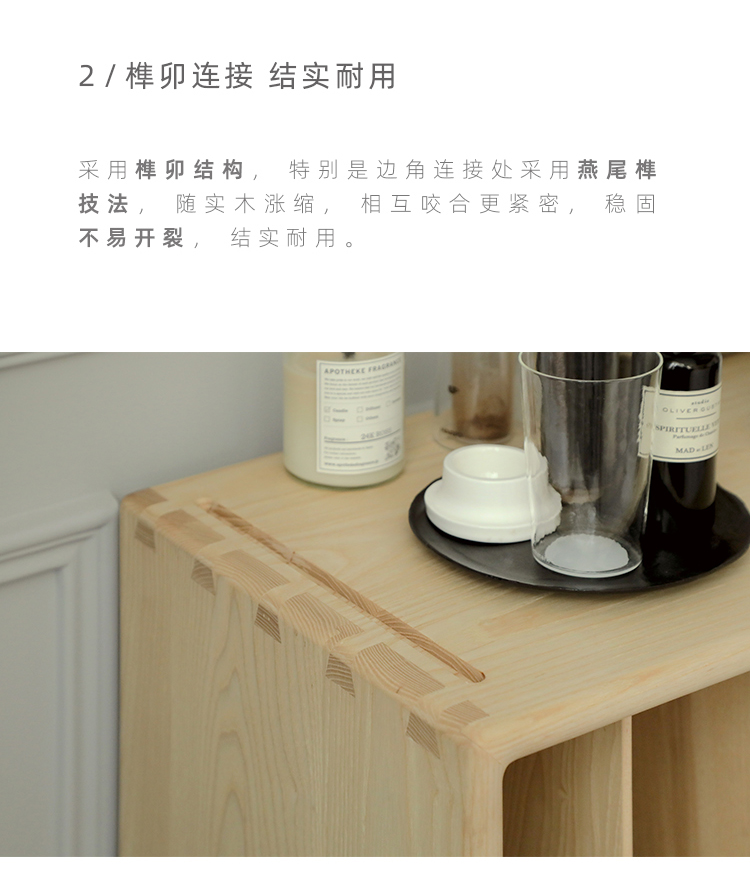 2 / 榫卯连接 结实耐用
采用榫卯结构，特别是边角连接处采用燕尾榫
技法，随实木涨缩，相互咬合更紧密，稳固
不易开裂，结实耐用。
APOTHEKE FRAGRANCE
studio
OLIVER GUS
SPIRITUELLE
MAD et LEN